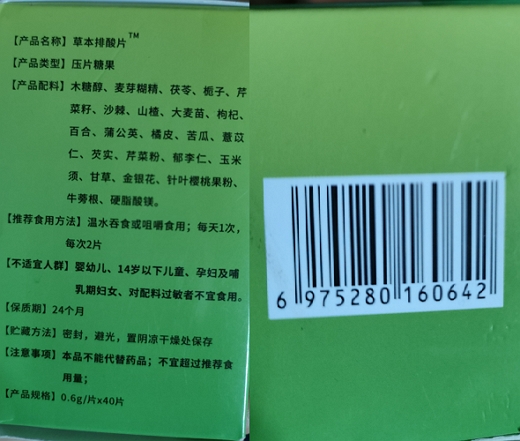 【产品名称】草本排酸片™
【产品类型】压片糖果
【产品配料】木糖醇、麦芽糊精、茯苓、栀子、芹
菜籽、沙棘、山楂、大麦苗、枸杞、
百合、蒲公英、橘皮、苦瓜、薏苡
仁、芡实、芹菜粉、郁李仁、玉米
须、甘草、金银花、针叶樱桃果粉、
牛蒡根、硬脂酸镁。
【推荐食用方法】温水吞食或咀嚼食用；每天1次，
每次2片
【不适宜人群】婴幼儿、14岁以下儿童、孕妇及哺
乳期妇女、对配料过敏者不宜食用。
【保质期】24个月
【贮藏方法】密封，避光，置阴凉干燥处保存
【注意事项】本品不能代替药品；不宜超过推荐食
用量；
【产品规格】0.6g/片x40片
6 975280 160642